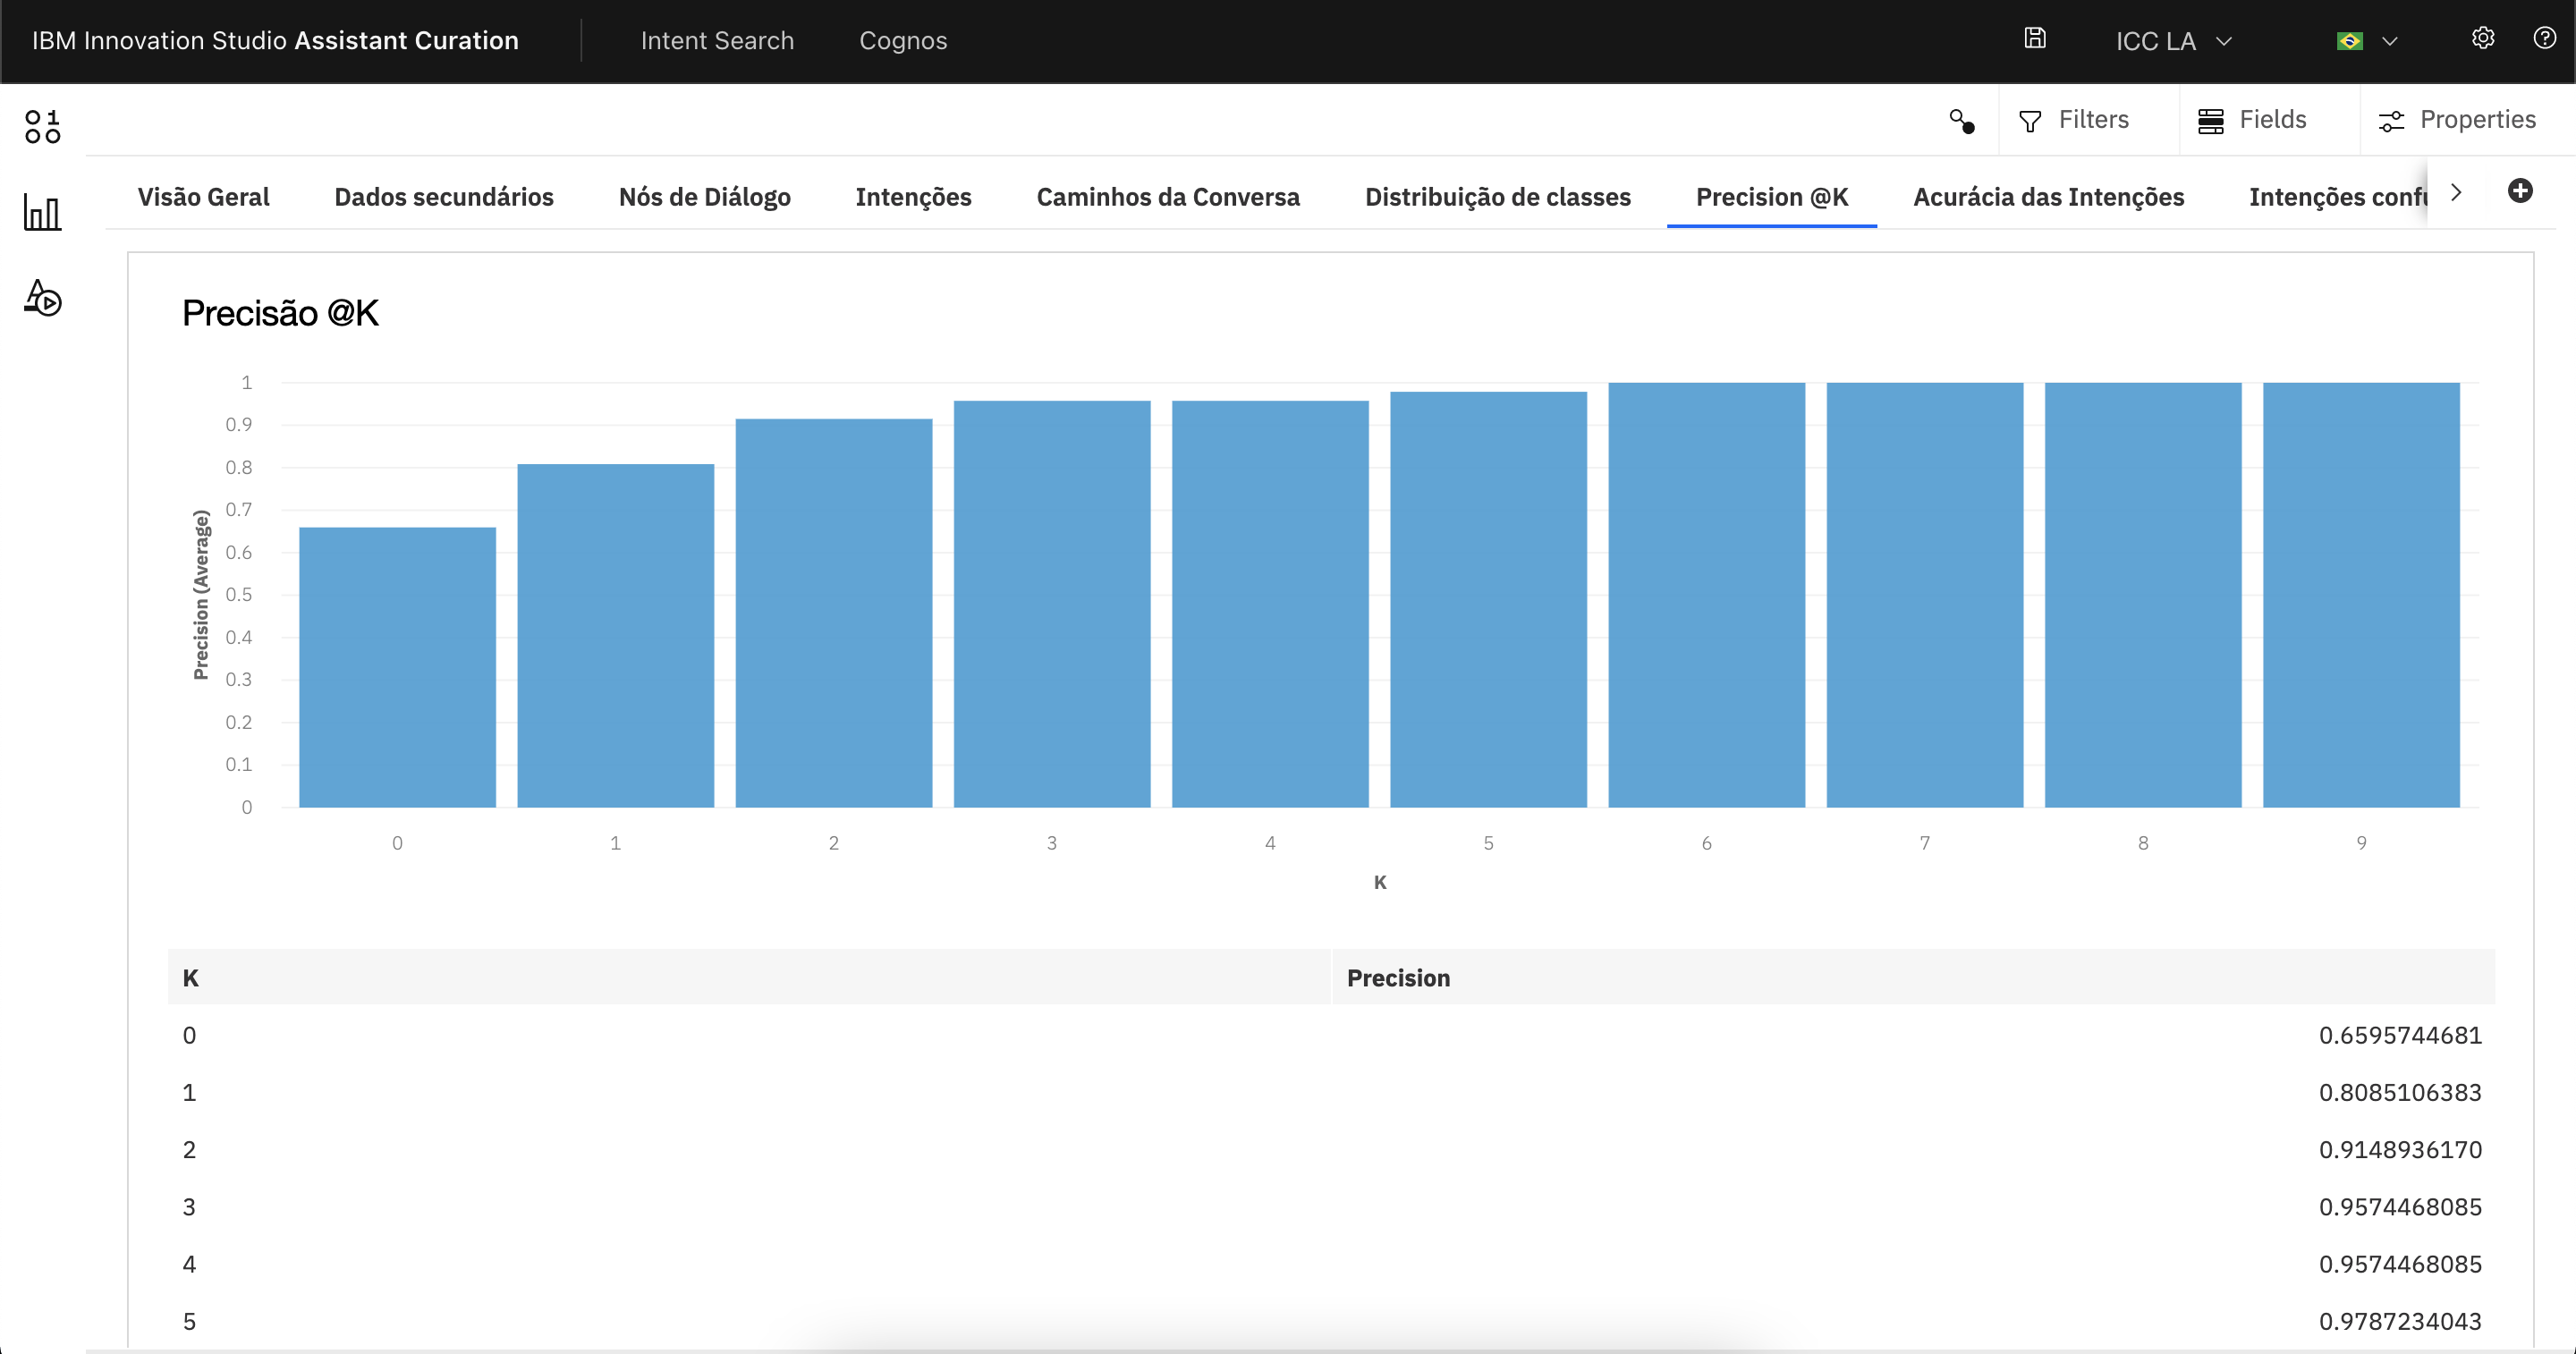 IBM Innovation Studio Assistant Curation
Intent Search
Cognos
ICC LA
Filters
Fields
Properties
Visão Geral
Dados secundários
Nós de Diálogo
Intenções
Caminhos da Conversa
Distribuição de classes
Precision @K
Acurácia das Intenções
Intenções
Precisão @K
1
0.9
0.8
0.7
0.6
0.5
0.4
0.3
0.2
0.1
0
Precision (Average)
0 1 2 3 4 5 6 7 8 9
K
K Precision
0 0.6595744681
1 0.8085106383
2 0.9148936170
3 0.9574468085
4 0.9574468085
5 0.9787234043